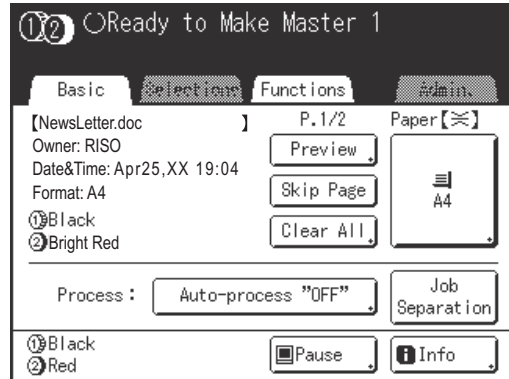 ①② Ready to Make Master 1
Basic Selections Functions Admin.
【NewsLetter.doc 】 P.1/2 Paper【✕】
Owner: RISO Preview
Date&Time: Apr25,XX 19:04
Format: A4 Skip Page A4
①Black
②Bright Red Clear All
Process: Auto-process "OFF" Job Separation
①Black Pause Info
②Red